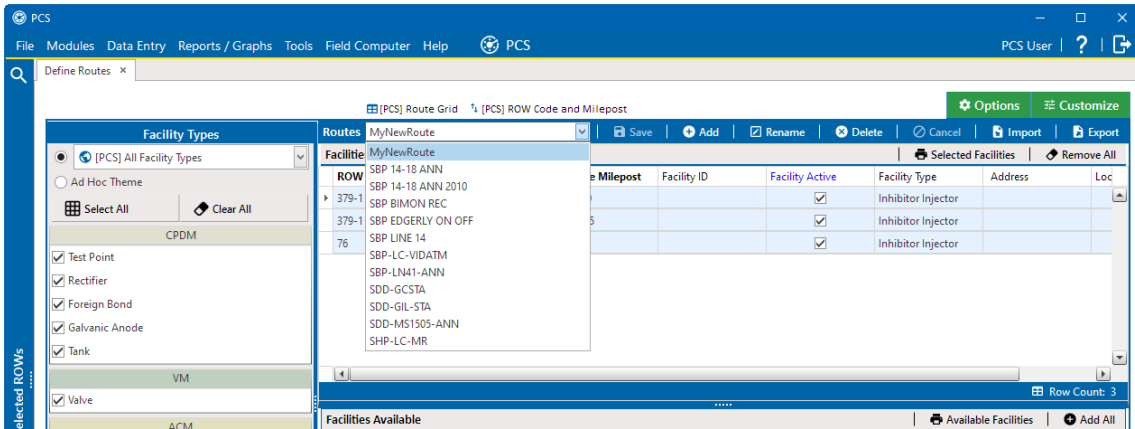 PCS
File Modules Data Entry Reports / Graphs Tools Field Computer Help PCS PCS User ?
Define Routes ×
[PCS] Route Grid [PCS] ROW Code and Milepost Options Customize
Facility Types
Routes MyNewRoute Save Add Rename Delete Cancel Import Export
[PCS] All Facility Types
Ad Hoc Theme
Select All Clear All
CPDM
Test Point
Rectifier
Foreign Bond
Galvanic Anode
Tank
VM
Valve
ACM
MyNewRoute
SBP 14-18 ANN
SBP 14-18 ANN 2010
SBP BIMON REC
SBP EDGERLY ON OFF
SBP LINE 14
SBP-LC-VIDATM
SBP-LN41-ANN
SDD-GCSTA
SDD-GIL-STA
SDD-MS1505-ANN
SHP-LC-MR
Selected Facilities Remove All
ROW Milepost Facility ID Facility Active Facility Type Address
379-1 Inhibitor Injector
379-1 Inhibitor Injector
76 Inhibitor Injector
Row Count: 3
Facilities Available Available Facilities Add All